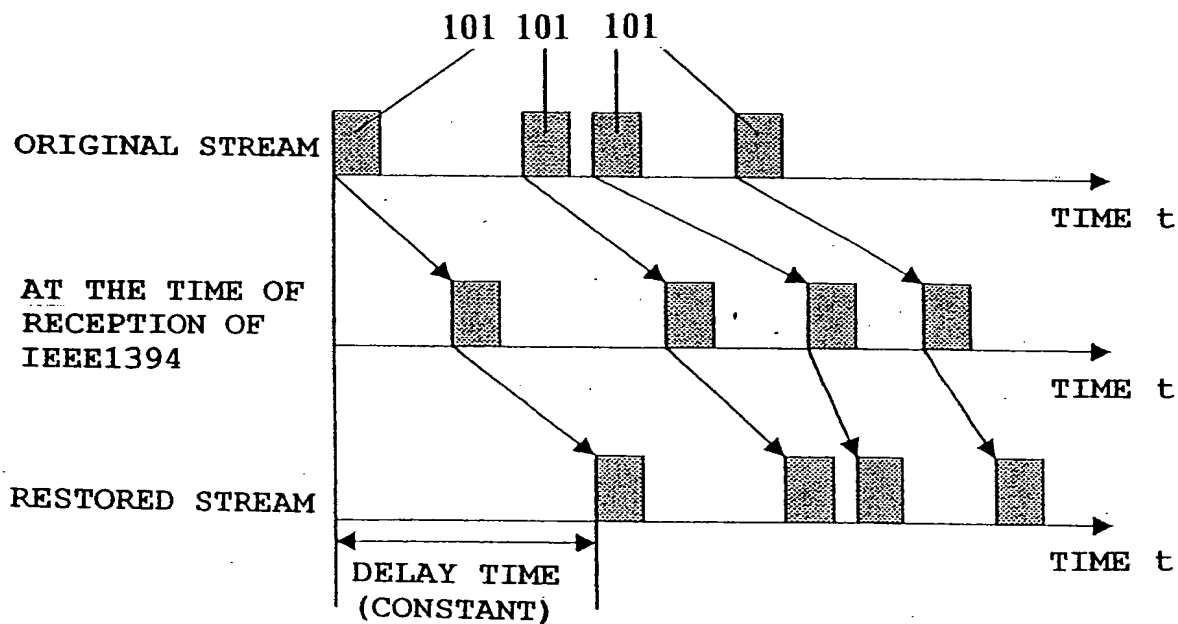 101 101 101
ORIGINAL STREAM
TIME t
AT THE TIME OF
RECEPTION OF
IEEE1394
TIME t
RESTORED STREAM
TIME t
DELAY TIME
(CONSTANT)